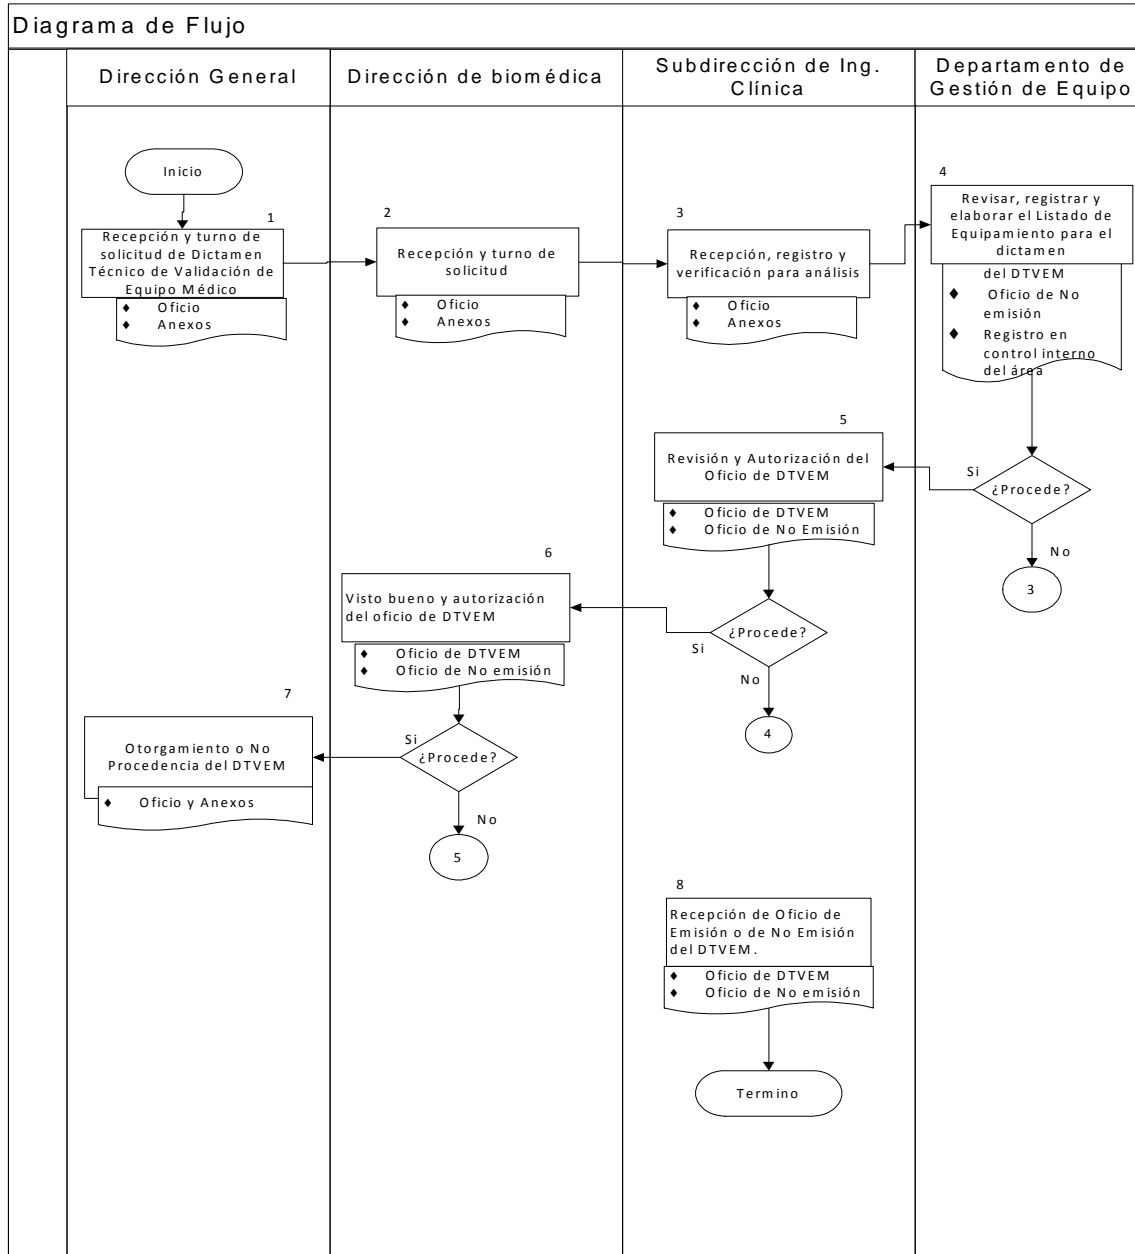 Diagrama de Flujo
Dirección General
Dirección de biomédica
Subdirección de Ing.
Clínica
Departamento de
Gestión de Equipo
Inicio
1
Recepción y turno de
solicitud de Dictamen
Técnico de Validación de
Equipo Médico
♦ Oficio
♦ Anexos
2
Recepción y turno de
solicitud
♦ Oficio
♦ Anexos
3
Recepción, registro y
verificación para análisis
♦ Oficio
♦ Anexos
4
Revisar, registrar y
elaborar el Listado de
Equipamiento para el
dictamen
del DTVEM
♦ Oficio de No
emisión
♦ Registro en
control interno
del área
¿Procede?
Si
No
3
5
Revisión y Autorización del
Oficio de DTVEM
♦ Oficio de DTVEM
♦ Oficio de No Emisión
¿Procede?
Si
No
4
6
Visto bueno y autorización
del oficio de DTVEM
♦ Oficio de DTVEM
♦ Oficio de No emisión
¿Procede?
Si
No
5
7
Otorgamiento o No
Procedencia del DTVEM
♦ Oficio y Anexos
8
Recepción de Oficio de
Emisión o de No Emisión
del DTVEM.
♦ Oficio de DTVEM
♦ Oficio de No emisión
Termino